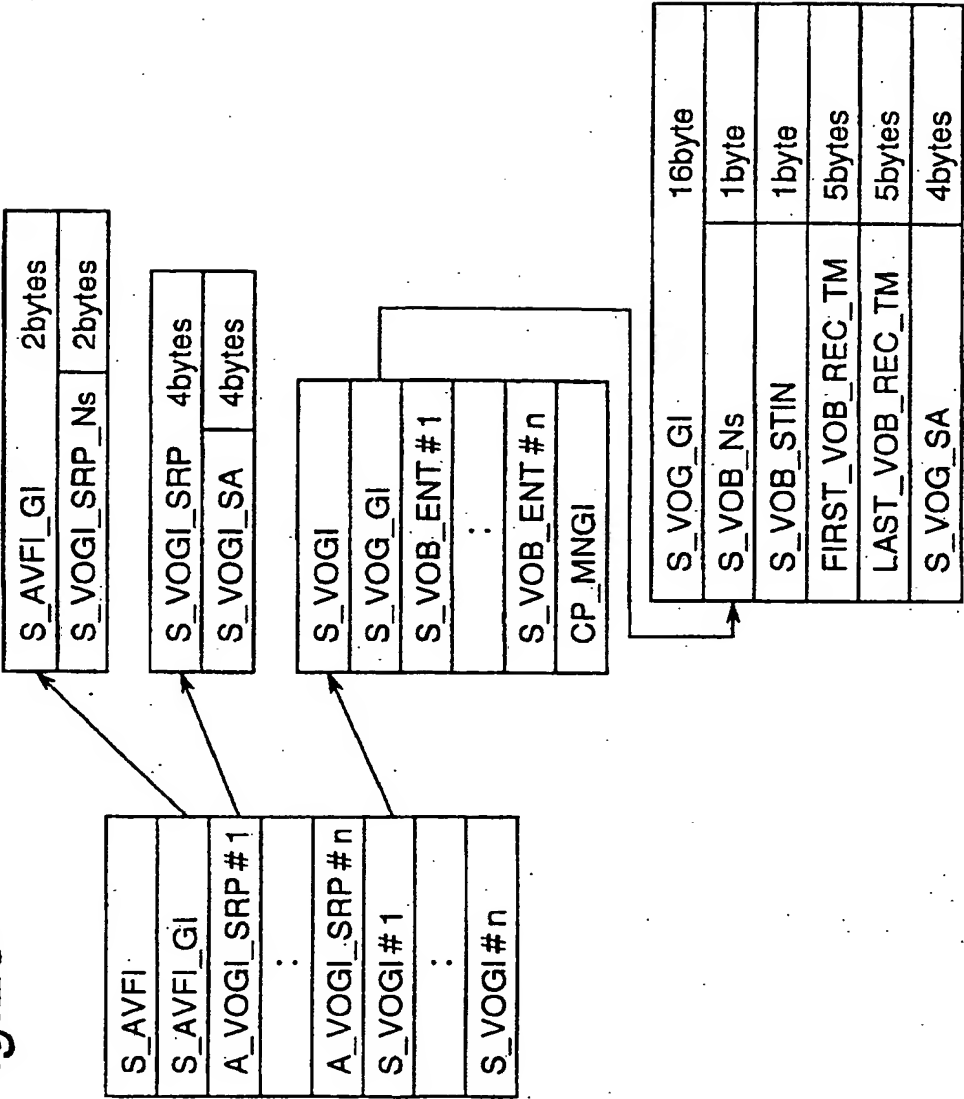 S_AVFI
S_AVFI_GI
A_VOGI_SRP#1
:
A_VOGI_SRP#n
S_VOGI#1
:
S_VOGI#n
S_AVFI_GI 2bytes
S_VOGI_SRP_Ns 2bytes
S_VOGI_SRP 4bytes
S_VOGI_SA 4bytes
S_VOGI
S_VOG_GI
S_VOB_ENT#1
:
S_VOB_ENT#n
CP_MNGI
S_VOG_GI 16byte
S_VOB_Ns 1byte
S_VOB_STIN 1byte
FIRST_VOB_REC_TM 5bytes
LAST_VOB_REC_TM 5bytes
S_VOG_SA 4bytes